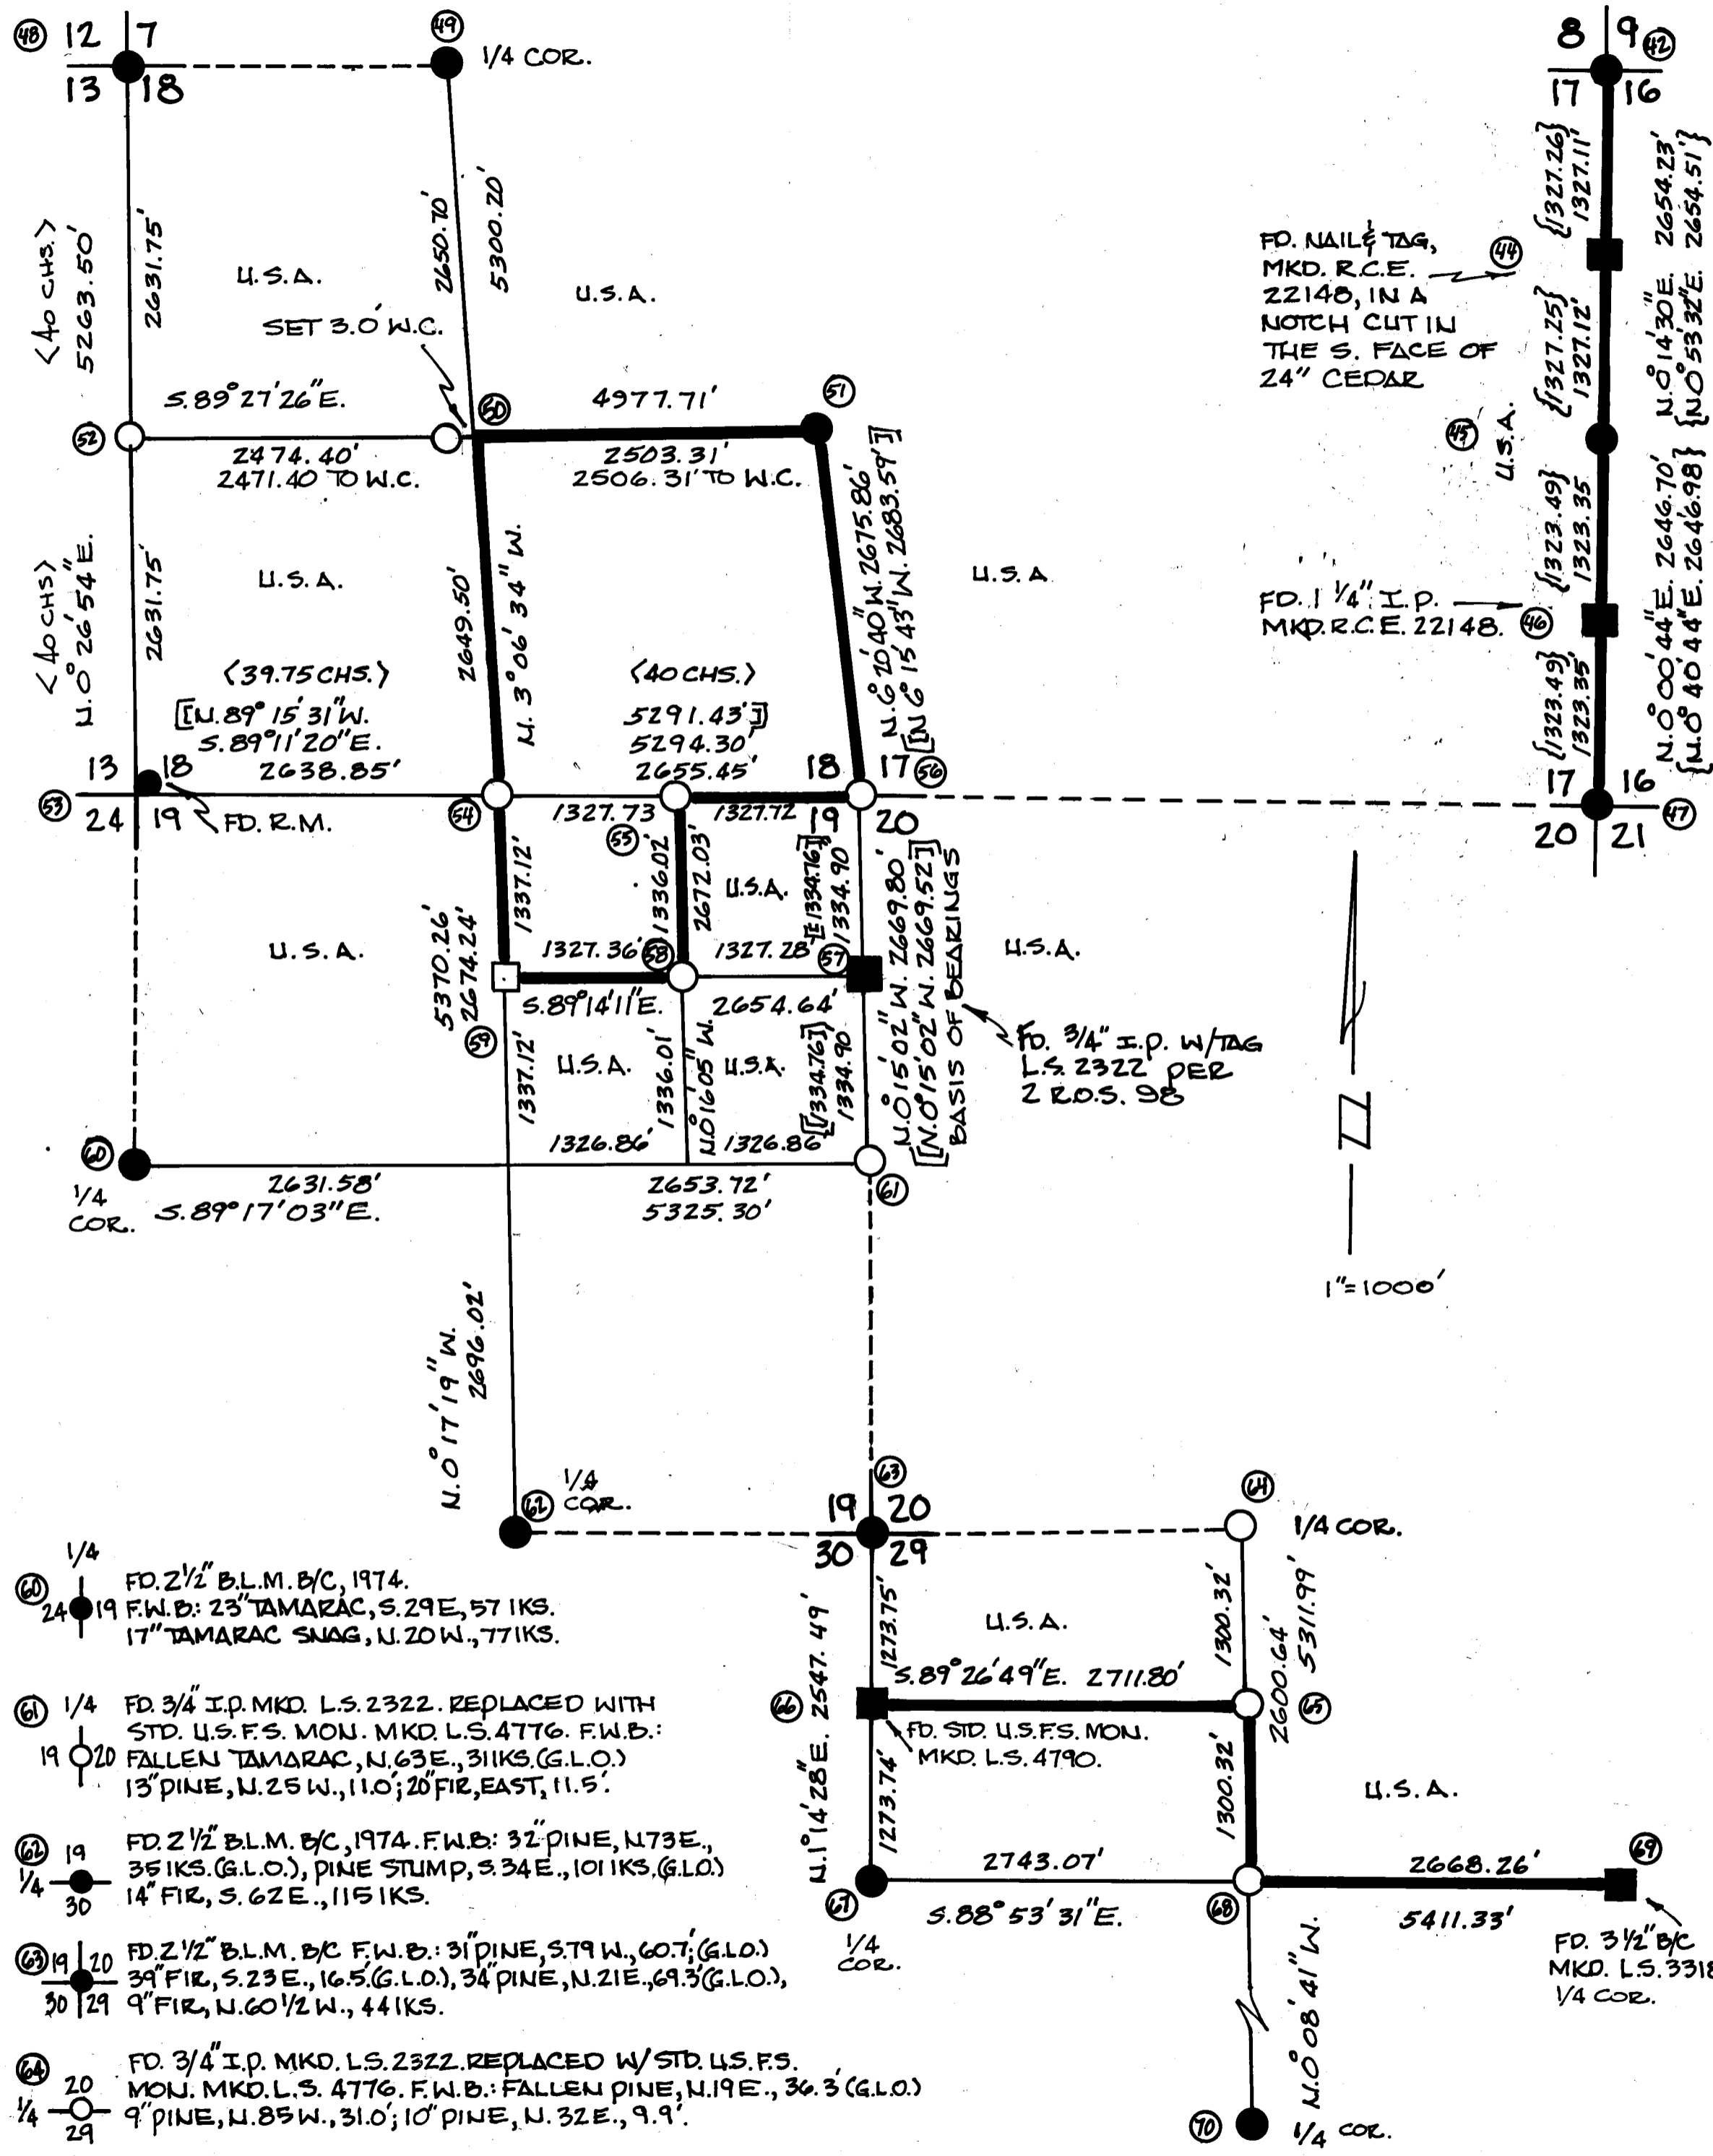 48 12 7
13 18
49
1/4 COR.
8 9 42
17 16
{1327.26}
1327.11'
2654.23'
2654.51'}
N.0°14'30"E.
{N.0°53'32"E.
FD. NAIL & TAG,
MKD. R.C.E.
22148, IN A
NOTCH CUT IN
THE S. FACE OF
24" CEDAR
44
{1327.25}
1327.12'
45
U.S.A.
<40 CHS.>
5263.50'
2631.75'
U.S.A.
2650.70'
5300.20'
U.S.A.
SET 3.0' W.C.
S.89°27'26"E.
50
4977.71'
51
52
2474.40'
2471.40 TO W.C.
2503.31'
2506.31' TO W.C.
{1323.49}
1323.35
N.0°00'44"E. 2646.70'
{N.0°40'44"E. 2646.98}
FD. 1 1/4" I.P.
MKD. R.C.E. 22148.
46
{1323.49}
1323.35'
<40 CHS>
N.0°26'54"E.
2631.75'
U.S.A.
2649.50'
N. 3°06'34" W.
N.6°20'40"W. 2675.86'
[[N 6°15'43"W. 2683.59']]
U.S.A
<39.75 CHS.>
[[N.89°15'31"W.
S.89°11'20"E.
2638.85'
<40 CHS.>
5291.43']]
5294.30'
2655.45'
13 18
53
24 19
FD. R.M.
54
1327.73
55
1327.72
18 17 56
19 20
17 16
20 21
47
1337.12'
1336.02'
2672.03'
U.S.A.
[[1334.76]]
1334.90
N.0°15'02"W. 2669.80'
[[N.0°15'02"W. 2669.52]]
BASIS OF BEARINGS
U.S.A.
5370.26'
2674.24'
U.S.A.
1327.36'
58
1327.28'
57
S.89°14'11"E.
2654.64'
59
FD. 3/4" I.P. W/TAG
L.S. 2322 PER
2 R.O.S. 98
1337.12'
U.S.A.
1336.01'
N.0°16'05" W.
U.S.A.
[[1334.76]]
1334.90'
1326.86'
1326.86'
60
1/4
COR.
2631.58'
S.89°17'03"E.
2653.72'
5325.30'
61
1"=1000'
N.0°17'19"W.
2696.02'
62
1/4
COR.
63
19 20
30 29
64
1/4 COR.
1273.75'
U.S.A.
1300.32'
2600.64'
5311.99'
N.1°14'28"E. 2547.49'
S.89°26'49"E. 2711.80'
66
65
FD. STD. U.S.F.S. MON.
MKD. L.S. 4790.
1273.74'
1300.32'
U.S.A.
67
1/4
COR.
2743.07'
S.88°53'31"E.
68
2668.26'
5411.33'
69
FD. 3 1/2" B/C
MKD. L.S. 3318
1/4 COR.
N.0°08'41"W.
70
1/4 COR.
1/4
60
24 19
FD. 2 1/2" B.L.M. B/C, 1974.
F.W.B.: 23" TAMARAC, S.29E, 57 lKS.
17" TAMARAC SNAG, N.20W., 77lKS.
61 1/4
19 20
FD. 3/4" I.P. MKD. L.S. 2322. REPLACED WITH
STD. U.S.F.S. MON. MKD. L.S. 4776. F.W.B.:
FALLEN TAMARAC, N.63E., 31lKS. (G.L.O.)
13" PINE, N.25W., 11.0'; 20" FIR, EAST, 11.5'.
62 19
1/4
30
FD. 2 1/2" B.L.M. B/C, 1974. F.W.B: 32" PINE, N73E.,
35lKS. (G.L.O.), PINE STUMP, S.34E., 101lKS, (G.L.O.)
14" FIR, S.62E., 115lKS.
63 19 20
30 29
FD. 2 1/2" B.L.M. B/C F.W.B.: 31" PINE, S.79W., 60.7'; (G.L.O.)
39" FIR, S.23E., 16.5'. (G.L.O.), 34" PINE, N.21E., 69.3' (G.L.O.),
9" FIR, N.60 1/2 W., 44lKS.
64 20
1/4
29
FD. 3/4" I.P. MKD. L.S. 2322. REPLACED W/ STD. U.S.F.S.
MON. MKD. L.S. 4776. F.W.B.: FALLEN PINE, N.19E., 36.3' (G.L.O.)
9" PINE, N.85W., 31.0'; 10" PINE, N.32E., 9.9'.